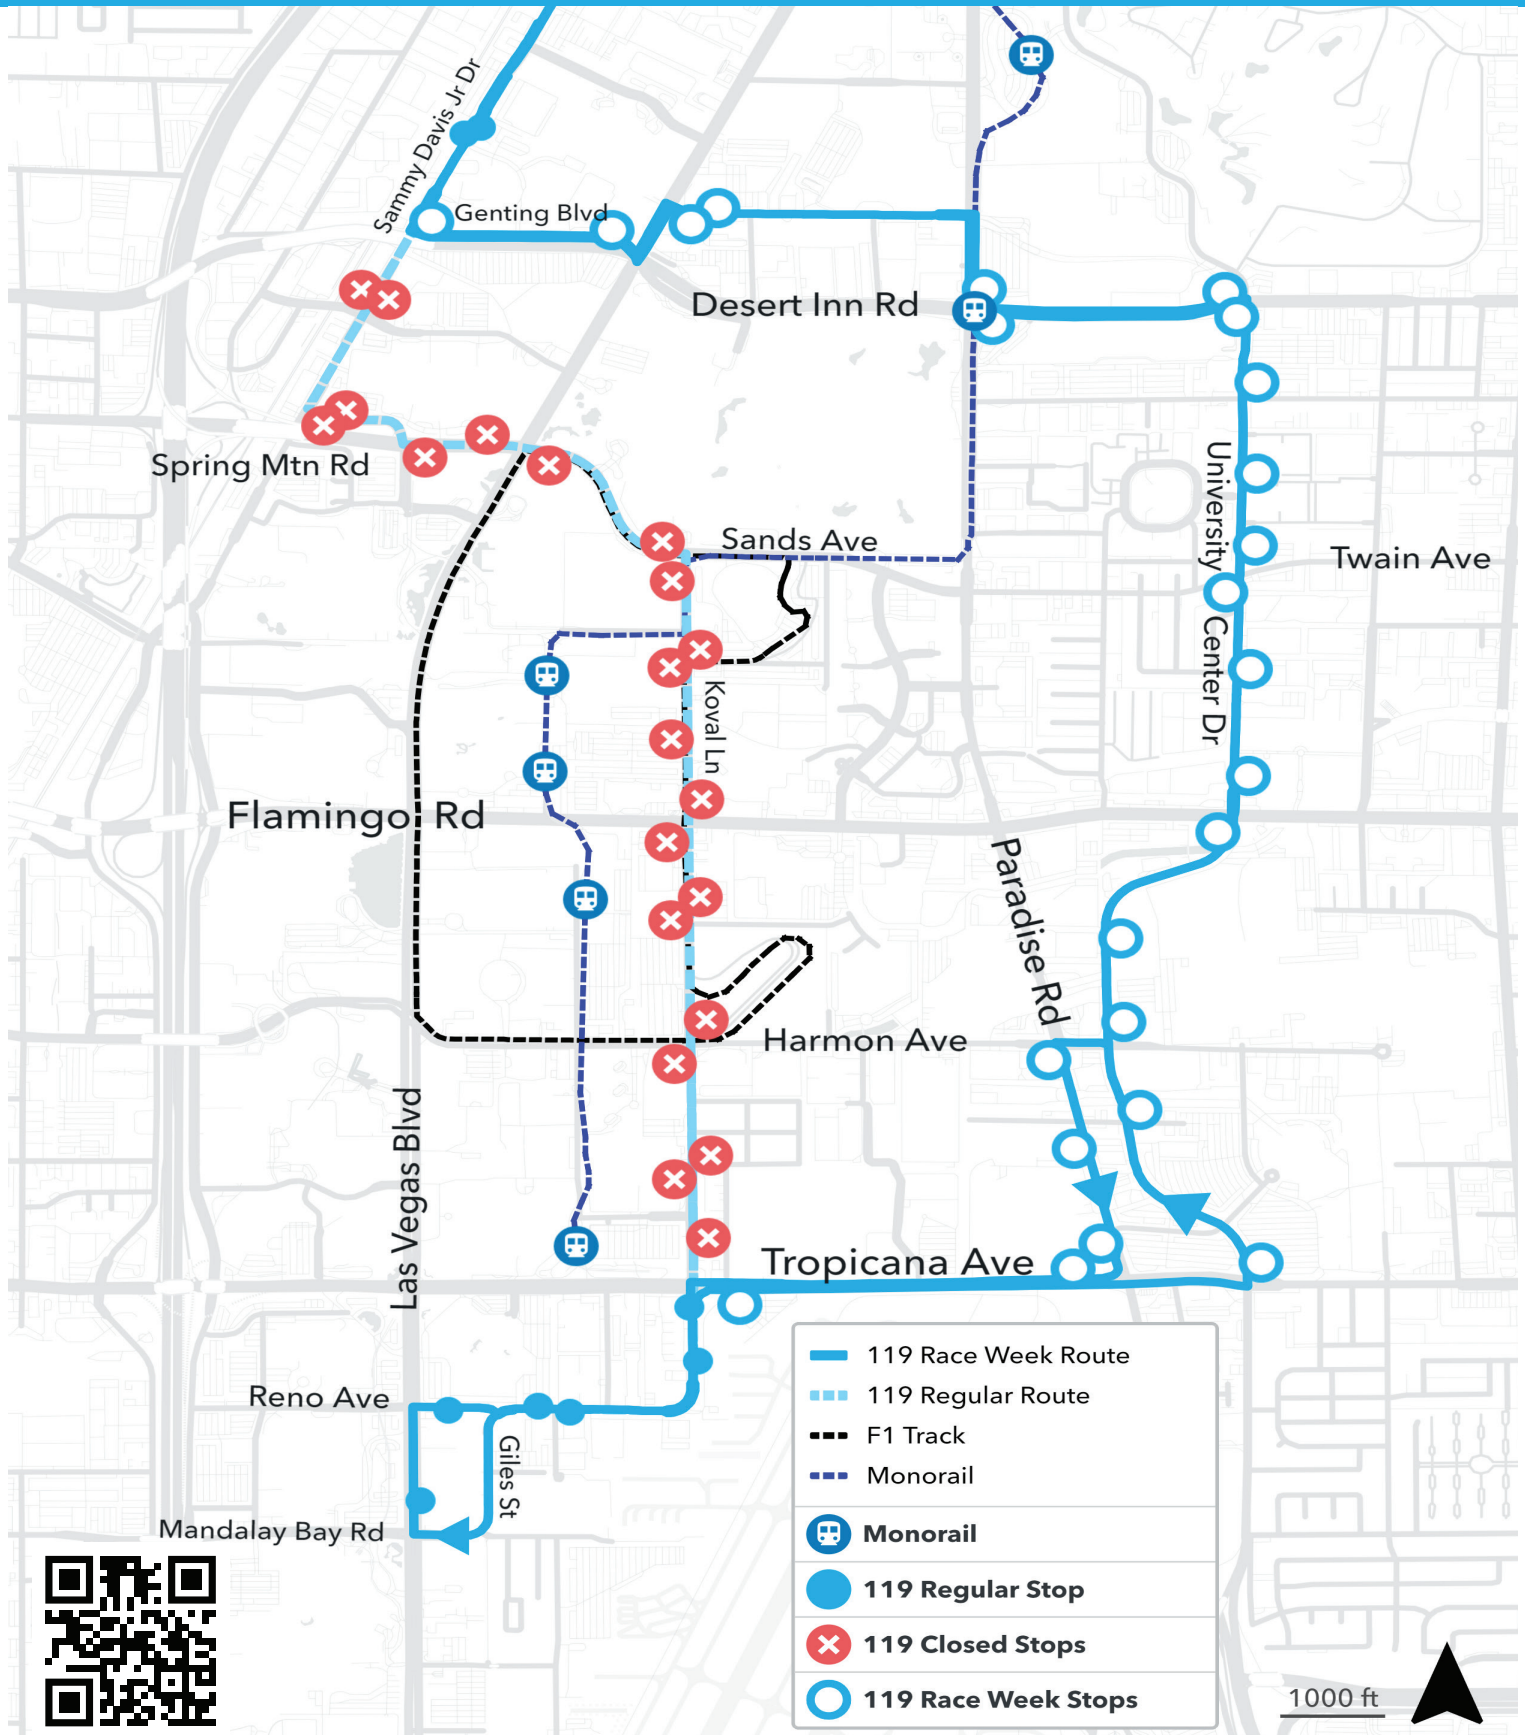 Sammy Davis Jr Dr
Genting Blvd
Desert Inn Rd
Spring Mtn Rd
University Center Dr
Sands Ave
Twain Ave
Koval Ln
Flamingo Rd
Paradise Rd
Harmon Ave
Las Vegas Blvd
Tropicana Ave
Reno Ave
Giles St
Mandalay Bay Rd
119 Race Week Route
119 Regular Route
F1 Track
Monorail
Monorail
119 Regular Stop
119 Closed Stops
119 Race Week Stops
1000 ft